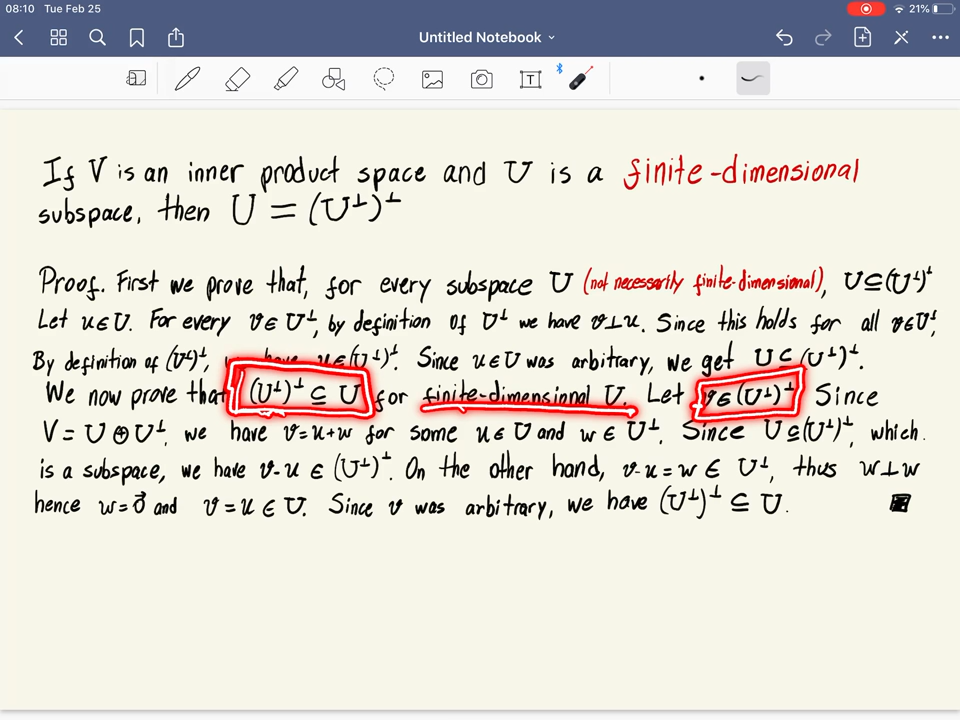 08:10 Tue Feb 25 21%
Untitled Notebook
T
If V is an inner product space and U is a finite-dimensional
subspace, then U = (U⊥)⊥
Proof. First we prove that, for every subspace U (not necessarily finite-dimensional), U⊆(U⊥)⊥
Let u∈U. For every v∈U⊥, by definition of U⊥ we have v⊥u. Since this holds for all v∈U⊥,
By definition of (U⊥)⊥, we have u∈(U⊥)⊥. Since u∈U was arbitrary, we get U⊆(U⊥)⊥.
We now prove that (U⊥)⊥ ⊆ U for finite-dimensional U. Let v∈(U⊥)⊥ Since
V = U⊕U⊥, we have v=u+w for some u∈U and w∈U⊥. Since U⊆(U⊥)⊥, which
is a subspace, we have v-u ∈ (U⊥)⊥. On the other hand, v-u=w ∈ U⊥, thus w⊥w
hence w=0⃗ and v=u∈U. Since v was arbitrary, we have (U⊥)⊥ ⊆ U.